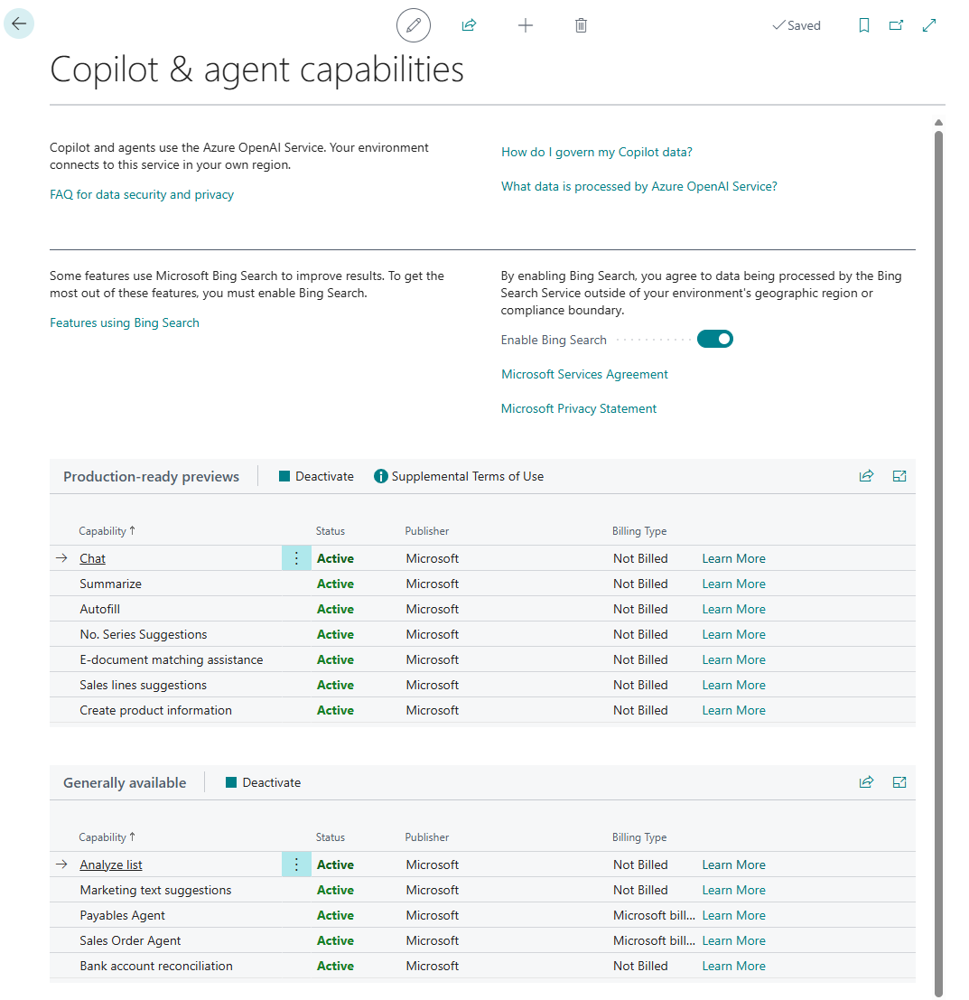 Saved
Copilot & agent capabilities
Copilot and agents use the Azure OpenAI Service. Your environment
connects to this service in your own region.
FAQ for data security and privacy
How do I govern my Copilot data?
What data is processed by Azure OpenAI Service?
Some features use Microsoft Bing Search to improve results. To get the
most out of these features, you must enable Bing Search.
Features using Bing Search
By enabling Bing Search, you agree to data being processed by the Bing
Search Service outside of your environment's geographic region or
compliance boundary.
Enable Bing Search
Microsoft Services Agreement
Microsoft Privacy Statement
Production-ready previews Deactivate Supplemental Terms of Use
Capability ↑ Status Publisher Billing Type
Chat Active Microsoft Not Billed Learn More
Summarize Active Microsoft Not Billed Learn More
Autofill Active Microsoft Not Billed Learn More
No. Series Suggestions Active Microsoft Not Billed Learn More
E-document matching assistance Active Microsoft Not Billed Learn More
Sales lines suggestions Active Microsoft Not Billed Learn More
Create product information Active Microsoft Not Billed Learn More
Generally available Deactivate
Capability ↑ Status Publisher Billing Type
Analyze list Active Microsoft Not Billed Learn More
Marketing text suggestions Active Microsoft Not Billed Learn More
Payables Agent Active Microsoft Microsoft bill... Learn More
Sales Order Agent Active Microsoft Microsoft bill... Learn More
Bank account reconciliation Active Microsoft Not Billed Learn More